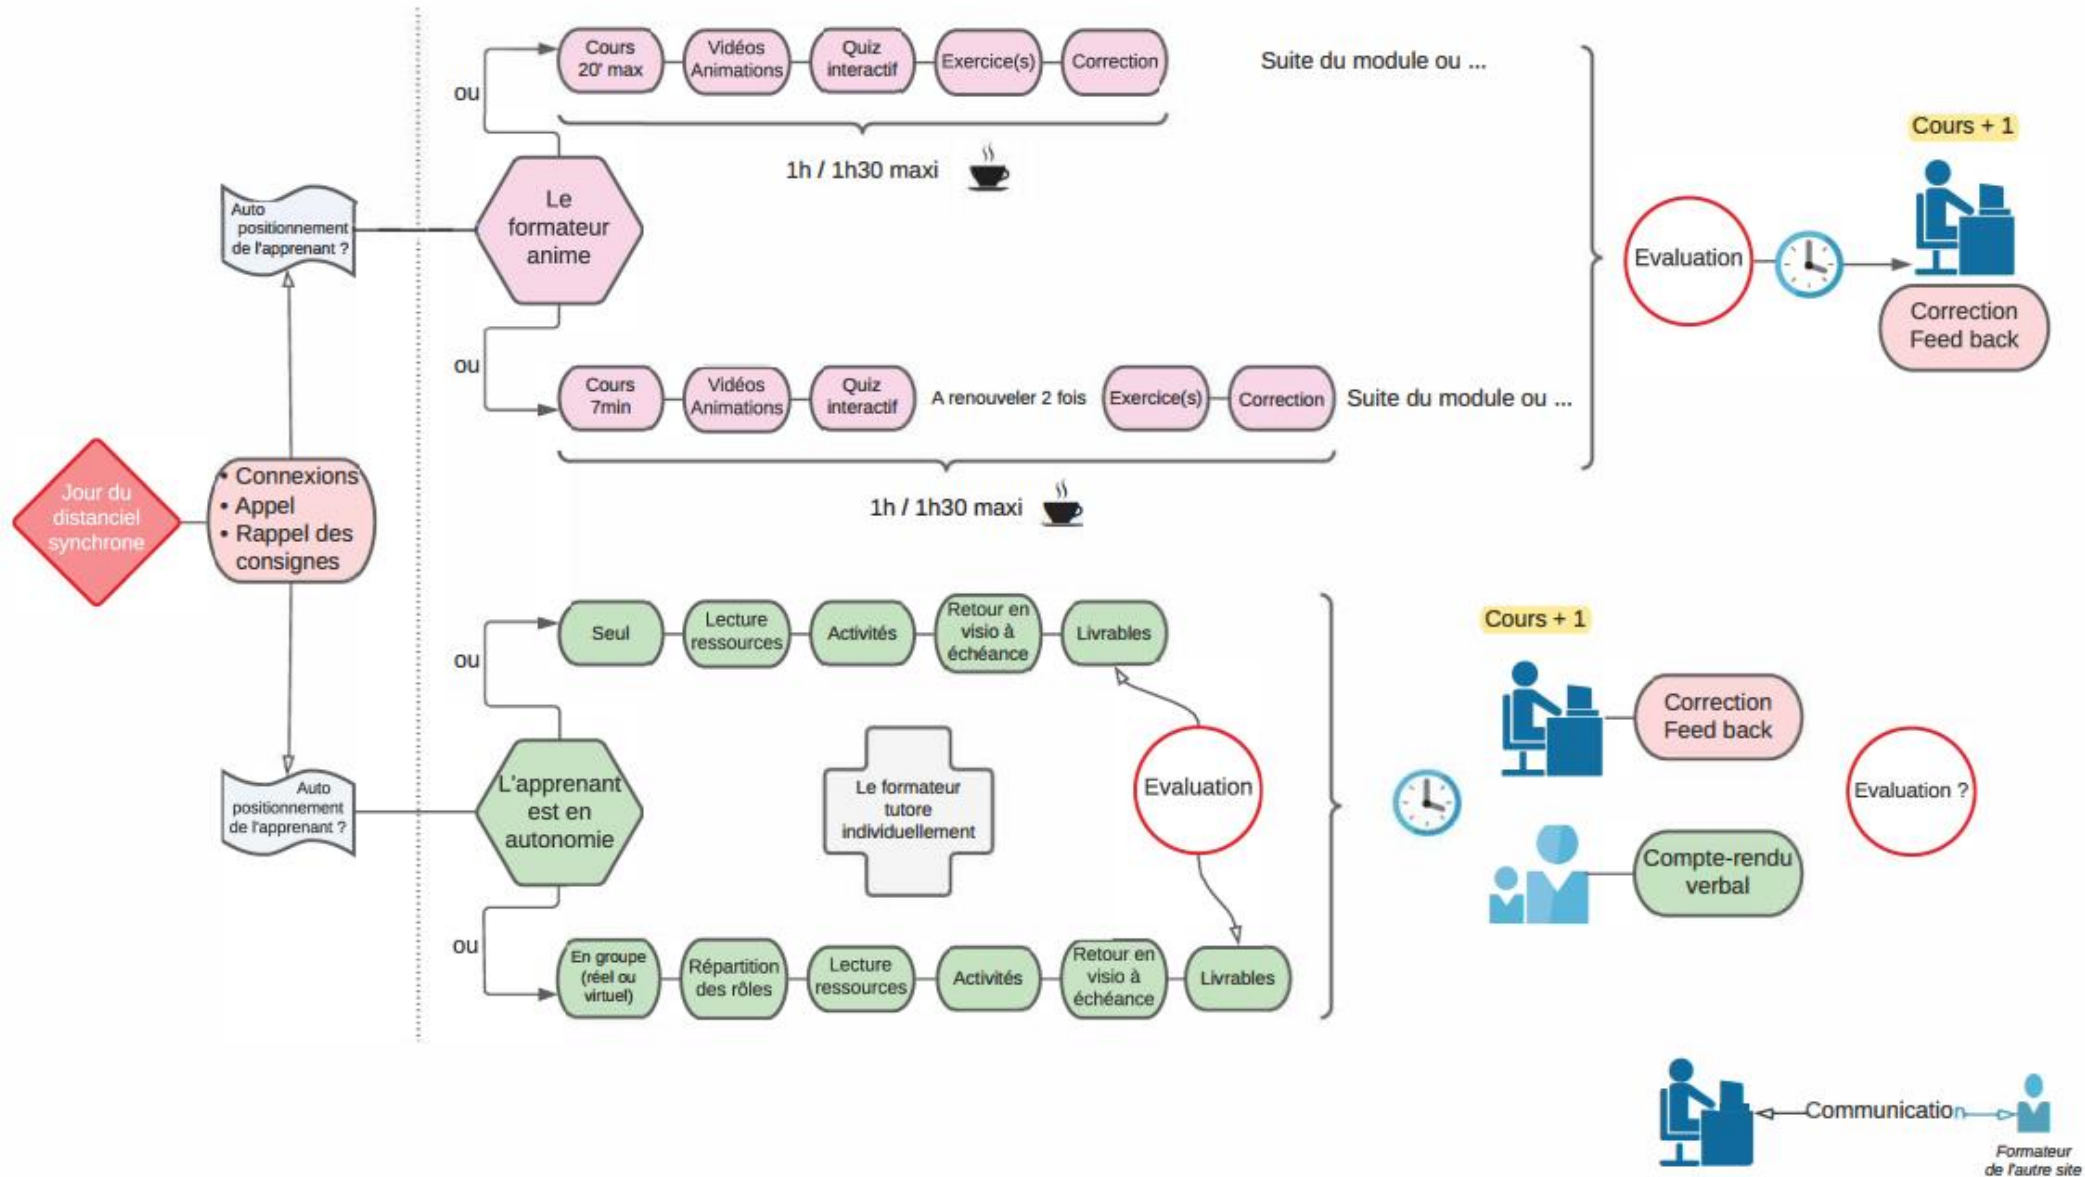 Jour du
distanciel
synchrone
• Connexions
• Appel
• Rappel des
consignes
Auto
positionnement
de l'apprenant ?
Le
formateur
anime
ou
Cours
20' max
Vidéos
Animations
Quiz
interactif
Exercice(s)
Correction
Suite du module ou ...
1h / 1h30 maxi
ou
Cours
7min
Vidéos
Animations
Quiz
interactif
A renouveler 2 fois
Exercice(s)
Correction
Suite du module ou ...
1h / 1h30 maxi
Evaluation
Cours + 1
Correction
Feed back
Auto
positionnement
de l'apprenant ?
L'apprenant
est en
autonomie
ou
Seul
Lecture
ressources
Activités
Retour en
visio à
échéance
Livrables
Le formateur
tutore
individuellement
Evaluation
ou
En groupe
(réel ou
virtuel)
Répartition
des rôles
Lecture
ressources
Activités
Retour en
visio à
échéance
Livrables
Cours + 1
Correction
Feed back
Compte-rendu
verbal
Evaluation ?
Communication
Formateur
de l'autre site